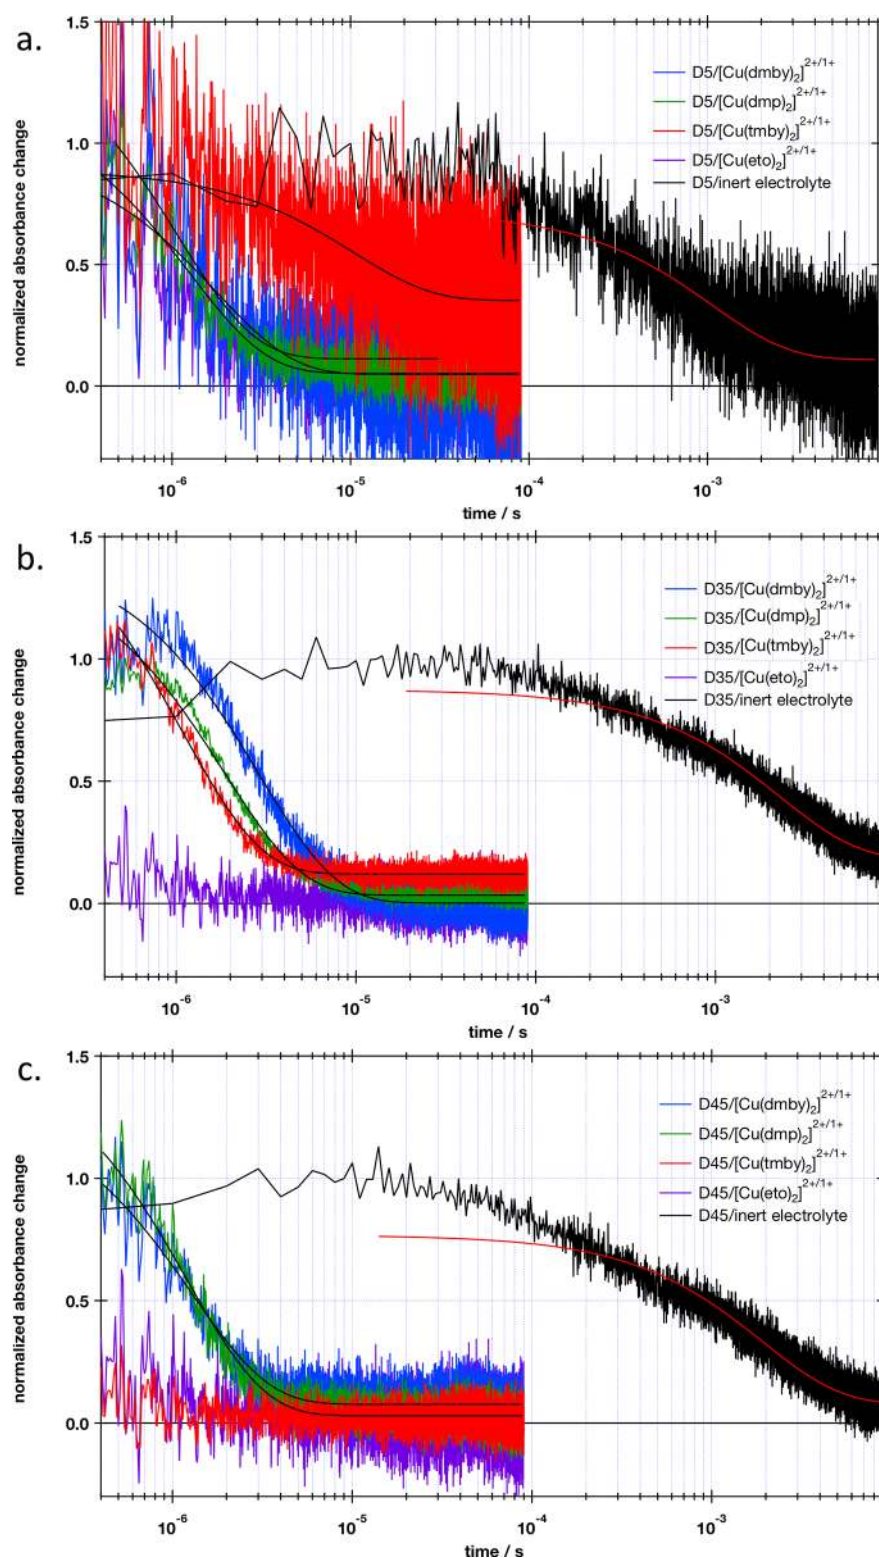 a.
1.5
1.0
0.5
0.0
normalized absorbance change
D5/[Cu(dmby)₂]²⁺/¹⁺
D5/[Cu(dmp)₂]²⁺/¹⁺
D5/[Cu(tmby)₂]²⁺/¹⁺
D5/[Cu(eto)₂]²⁺/¹⁺
D5/inert electrolyte
10⁻⁶ 10⁻⁵ 10⁻⁴ 10⁻³
time / s
b.
1.5
1.0
0.5
0.0
normalized absorbance change
D35/[Cu(dmby)₂]²⁺/¹⁺
D35/[Cu(dmp)₂]²⁺/¹⁺
D35/[Cu(tmby)₂]²⁺/¹⁺
D35/[Cu(eto)₂]²⁺/¹⁺
D35/inert electrolyte
10⁻⁶ 10⁻⁵ 10⁻⁴ 10⁻³
time / s
c.
1.5
1.0
0.5
0.0
normalized absorbance change
D45/[Cu(dmby)₂]²⁺/¹⁺
D45/[Cu(dmp)₂]²⁺/¹⁺
D45/[Cu(tmby)₂]²⁺/¹⁺
D45/[Cu(eto)₂]²⁺/¹⁺
D45/inert electrolyte
10⁻⁶ 10⁻⁵ 10⁻⁴ 10⁻³
time / s